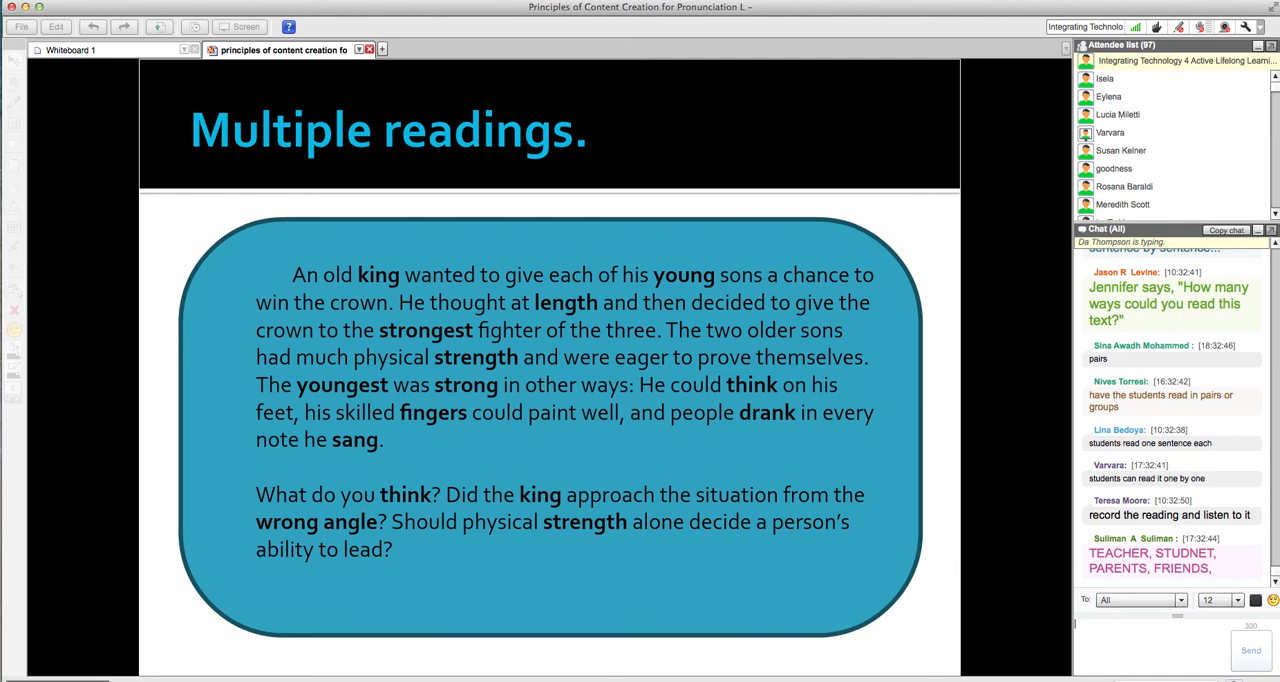 Principles of Content Creation for Pronunciation L –
File
Edit
Screen
?
Integrating Technolo
Whiteboard 1
principles of content creation fo
Multiple readings.
An old king wanted to give each of his young sons a chance to
win the crown. He thought at length and then decided to give the
crown to the strongest fighter of the three. The two older sons
had much physical strength and were eager to prove themselves.
The youngest was strong in other ways: He could think on his
feet, his skilled fingers could paint well, and people drank in every
note he sang.
What do you think? Did the king approach the situation from the
wrong angle? Should physical strength alone decide a person's
ability to lead?
Attendee list (97)
Integrating Technology 4 Active Lifelong Learni...
Isela
Eylena
Lucia Miletti
Varvara
Susan Kelner
goodness
Rosana Baraldi
Meredith Scott
Chat (All)
Copy chat
Da Thompson is typing.
sentence by sentence...
Jason R Levine: [10:32:41]
Jennifer says, "How many
ways could you read this
text?"
Sina Awadh Mohammed : [18:32:46]
pairs
Nives Torresi: [16:32:42]
have the students read in pairs or
groups
Lina Bedoya: [10:32:38]
students read one sentence each
Varvara: [17:32:41]
students can read it one by one
Teresa Moore: [10:32:50]
record the reading and listen to it
Suliman A Suliman : [17:32:44]
TEACHER, STUDNET,
PARENTS, FRIENDS,
To:
All
12
300
Send